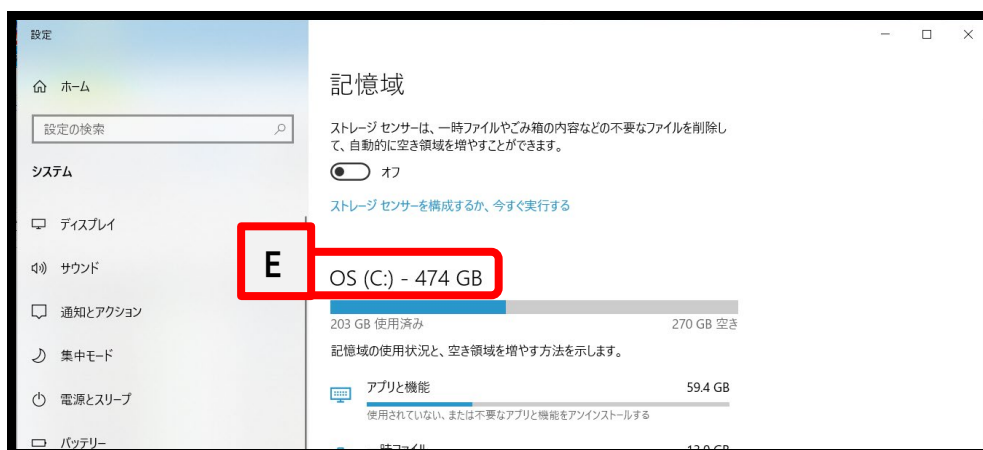 設定
ホーム
設定の検索
システム
ディスプレイ
サウンド
通知とアクション
集中モード
電源とスリープ
バッテリー
記憶域
ストレージ センサーは、一時ファイルやごみ箱の内容などの不要なファイルを削除し
て、自動的に空き領域を増やすことができます。
オフ
ストレージ センサーを構成するか、今すぐ実行する
E
OS (C:) - 474 GB
203 GB 使用済み
270 GB 空き
記憶域の使用状況と、空き領域を増やす方法を示します。
アプリと機能
59.4 GB
使用されていない、または不要なアプリと機能をアンインストールする